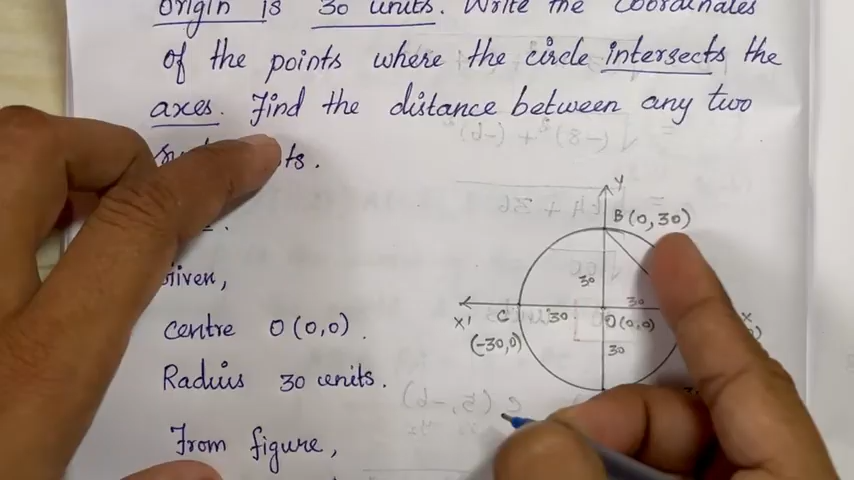 Origin is 30 units. Write the coordinates
of the points where the circle intersects the
axes. Find the distance between any two
ts.
Given,
centre O(0,0).
Radius 30 units.
From figure,
Y
B(0,30)
30
30
X'
C
30
O(0,0)
X
(-30,0)
30